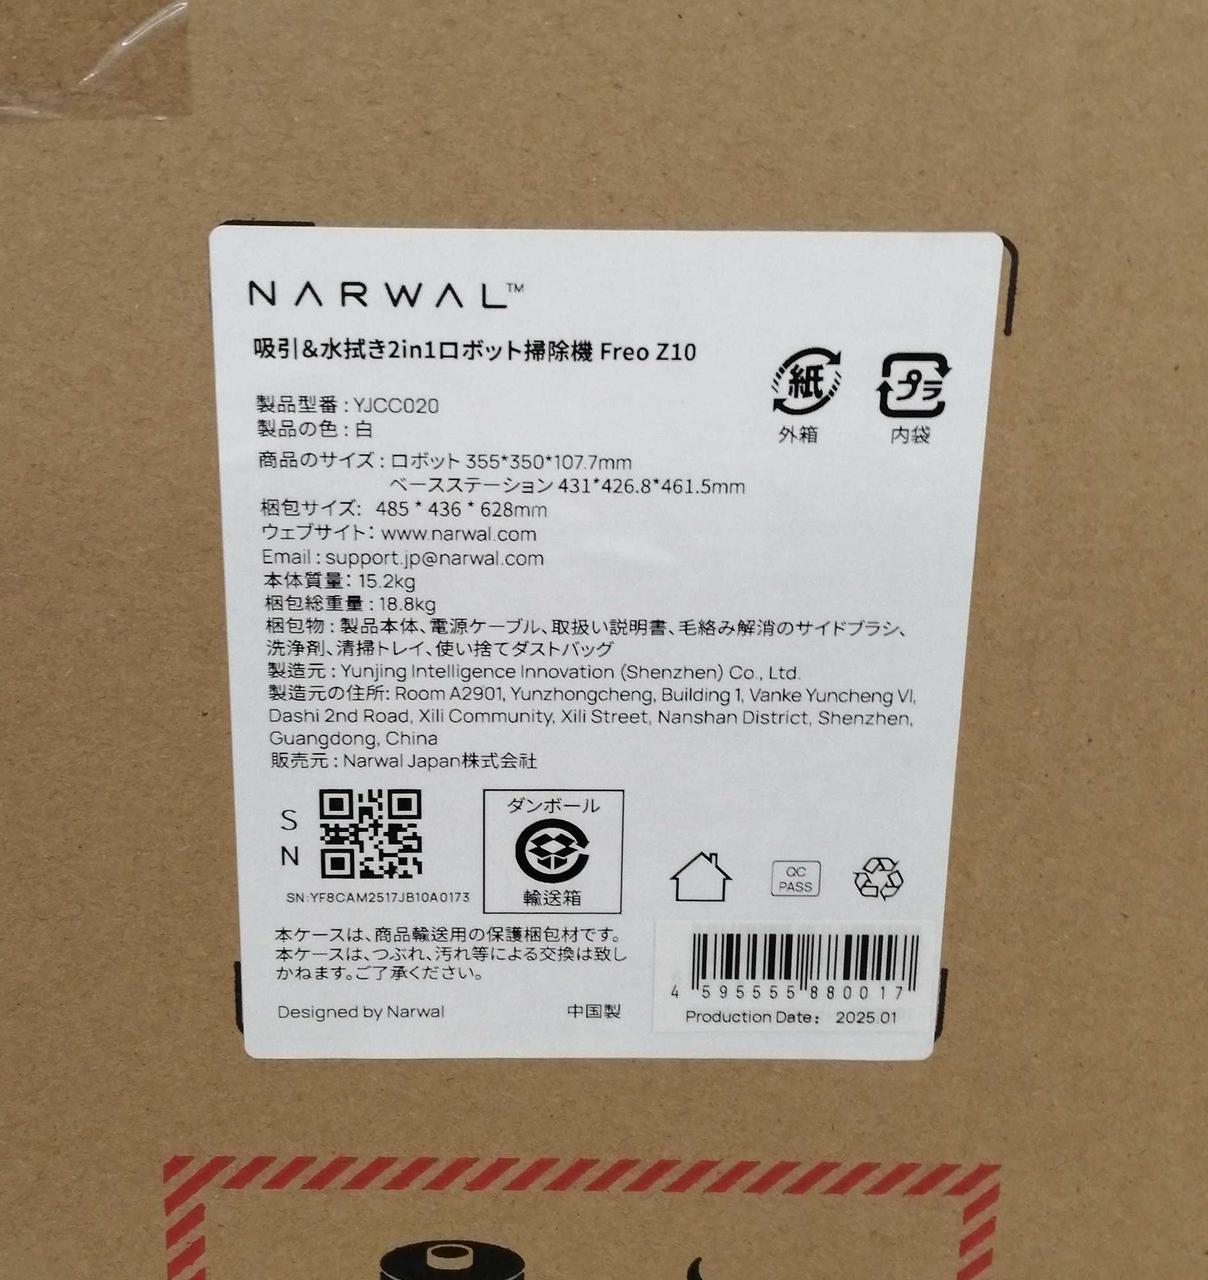 NARWAL™
吸引&水拭き2in1ロボット掃除機 Freo Z10
製品型番 : YJCC020
製品の色 : 白
商品のサイズ : ロボット 355*350*107.7mm
ベースステーション 431*426.8*461.5mm
梱包サイズ: 485 * 436 * 628mm
ウェブサイト: www.narwal.com
Email : support.jp@narwal.com
本体質量: 15.2kg
梱包総重量 : 18.8kg
梱包物 : 製品本体、電源ケーブル、取扱い説明書、毛絡み解消のサイドブラシ、
洗浄剤、清掃トレイ、使い捨てダストバッグ
製造元 : Yunjing Intelligence Innovation (Shenzhen) Co., Ltd.
製造元の住所: Room A2901, Yunzhongcheng, Building 1, Vanke Yuncheng VI,
Dashi 2nd Road, Xili Community, Xili Street, Nanshan District, Shenzhen,
Guangdong, China
販売元 : Narwal Japan株式会社
紙
外箱
プラ
内袋
S
N
SN:YF8CAM2517JB10A0173
ダンボール
輸送箱
QC
PASS
本ケースは、商品輸送用の保護梱包材です。
本ケースは、つぶれ、汚れ等による交換は致し
かねます。ご了承ください。
Designed by Narwal
中国製
4 595555 880017
Production Date： 2025.01